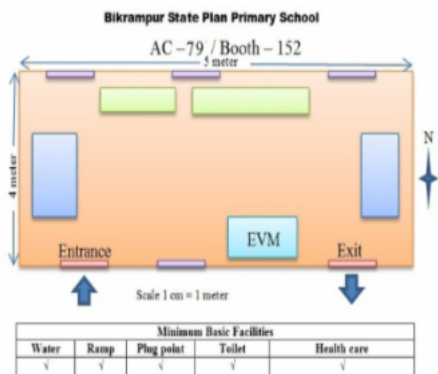 Bikrampur State Plan Primary School
AC – 79 / Booth – 152
5 meter
4 meter
N
EVM
Entrance
Exit
Scale 1 cm = 1 meter
Minimum Basic Facilities
Water Ramp Plug point Toilet Health care
√ √ √ √ √